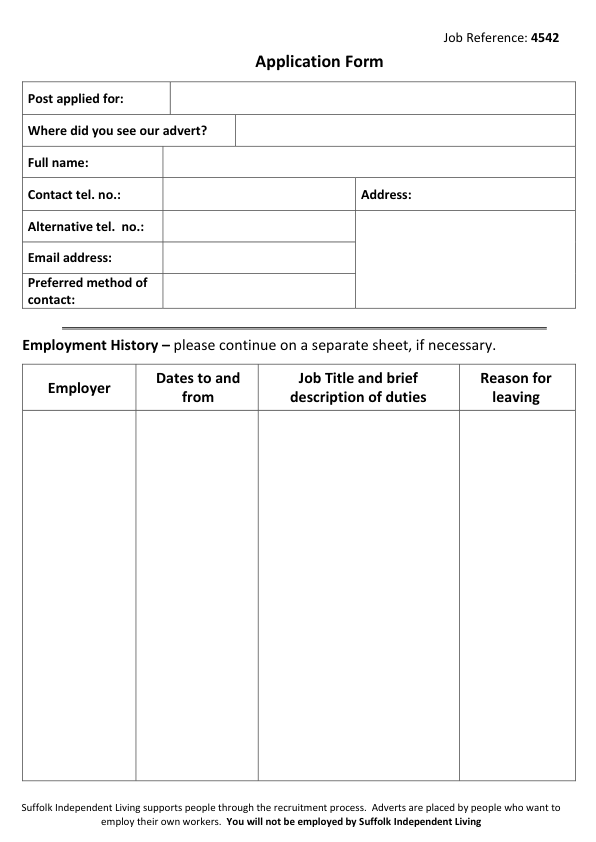 Job Reference: 4542
Application Form
Post applied for:
Where did you see our advert?
Full name:
Contact tel. no.:
Address:
Alternative tel.  no.:
Email address:
Preferred method of
contact:
Employment History – please continue on a separate sheet, if necessary.
Employer
Dates to and
from
Job Title and brief
description of duties
Reason for
leaving
Suffolk Independent Living supports people through the recruitment process.  Adverts are placed by people who want to
employ their own workers.  You will not be employed by Suffolk Independent Living